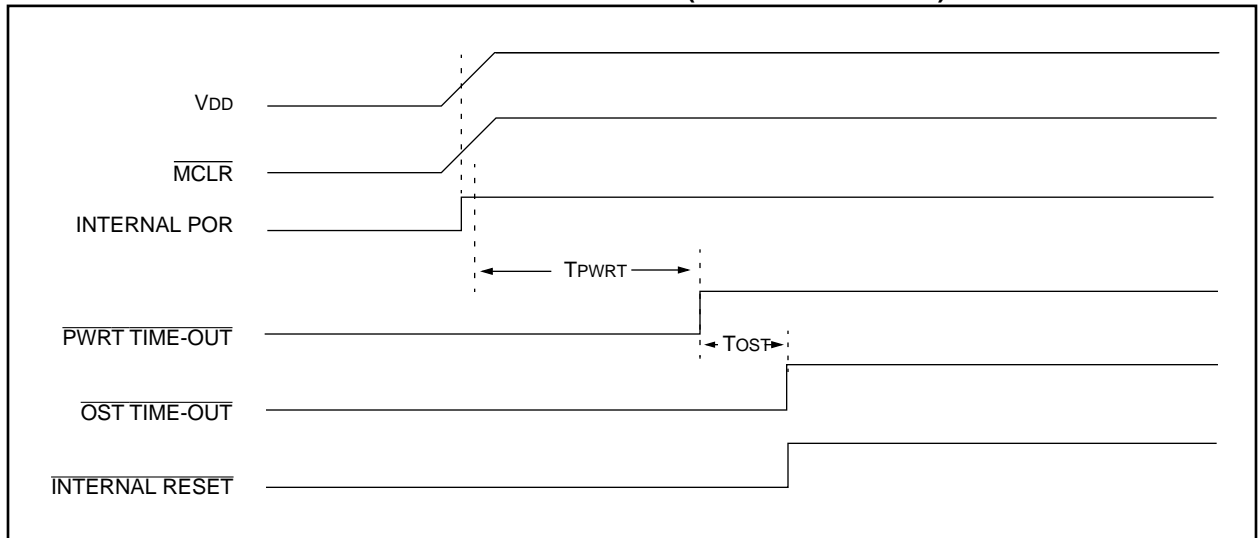 VDD
MCLR
INTERNAL POR
TPWRT
PWRT TIME-OUT
TOST
OST TIME-OUT
INTERNAL RESET